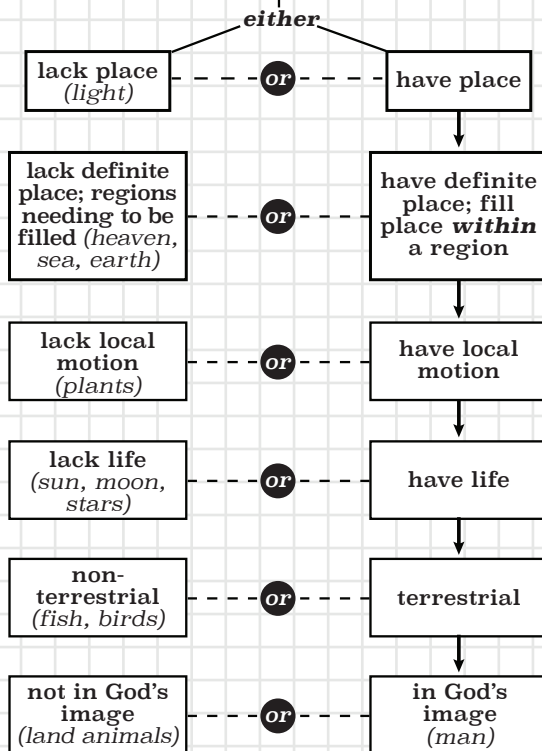 either
lack place
(light)
or
have place
lack definite
place; regions
needing to be
filled (heaven,
sea, earth)
or
have definite
place; fill
place within
a region
lack local
motion
(plants)
or
have local
motion
lack life
(sun, moon,
stars)
or
have life
non-
terrestrial
(fish, birds)
or
terrestrial
not in God's
image
(land animals)
or
in God's
image
(man)